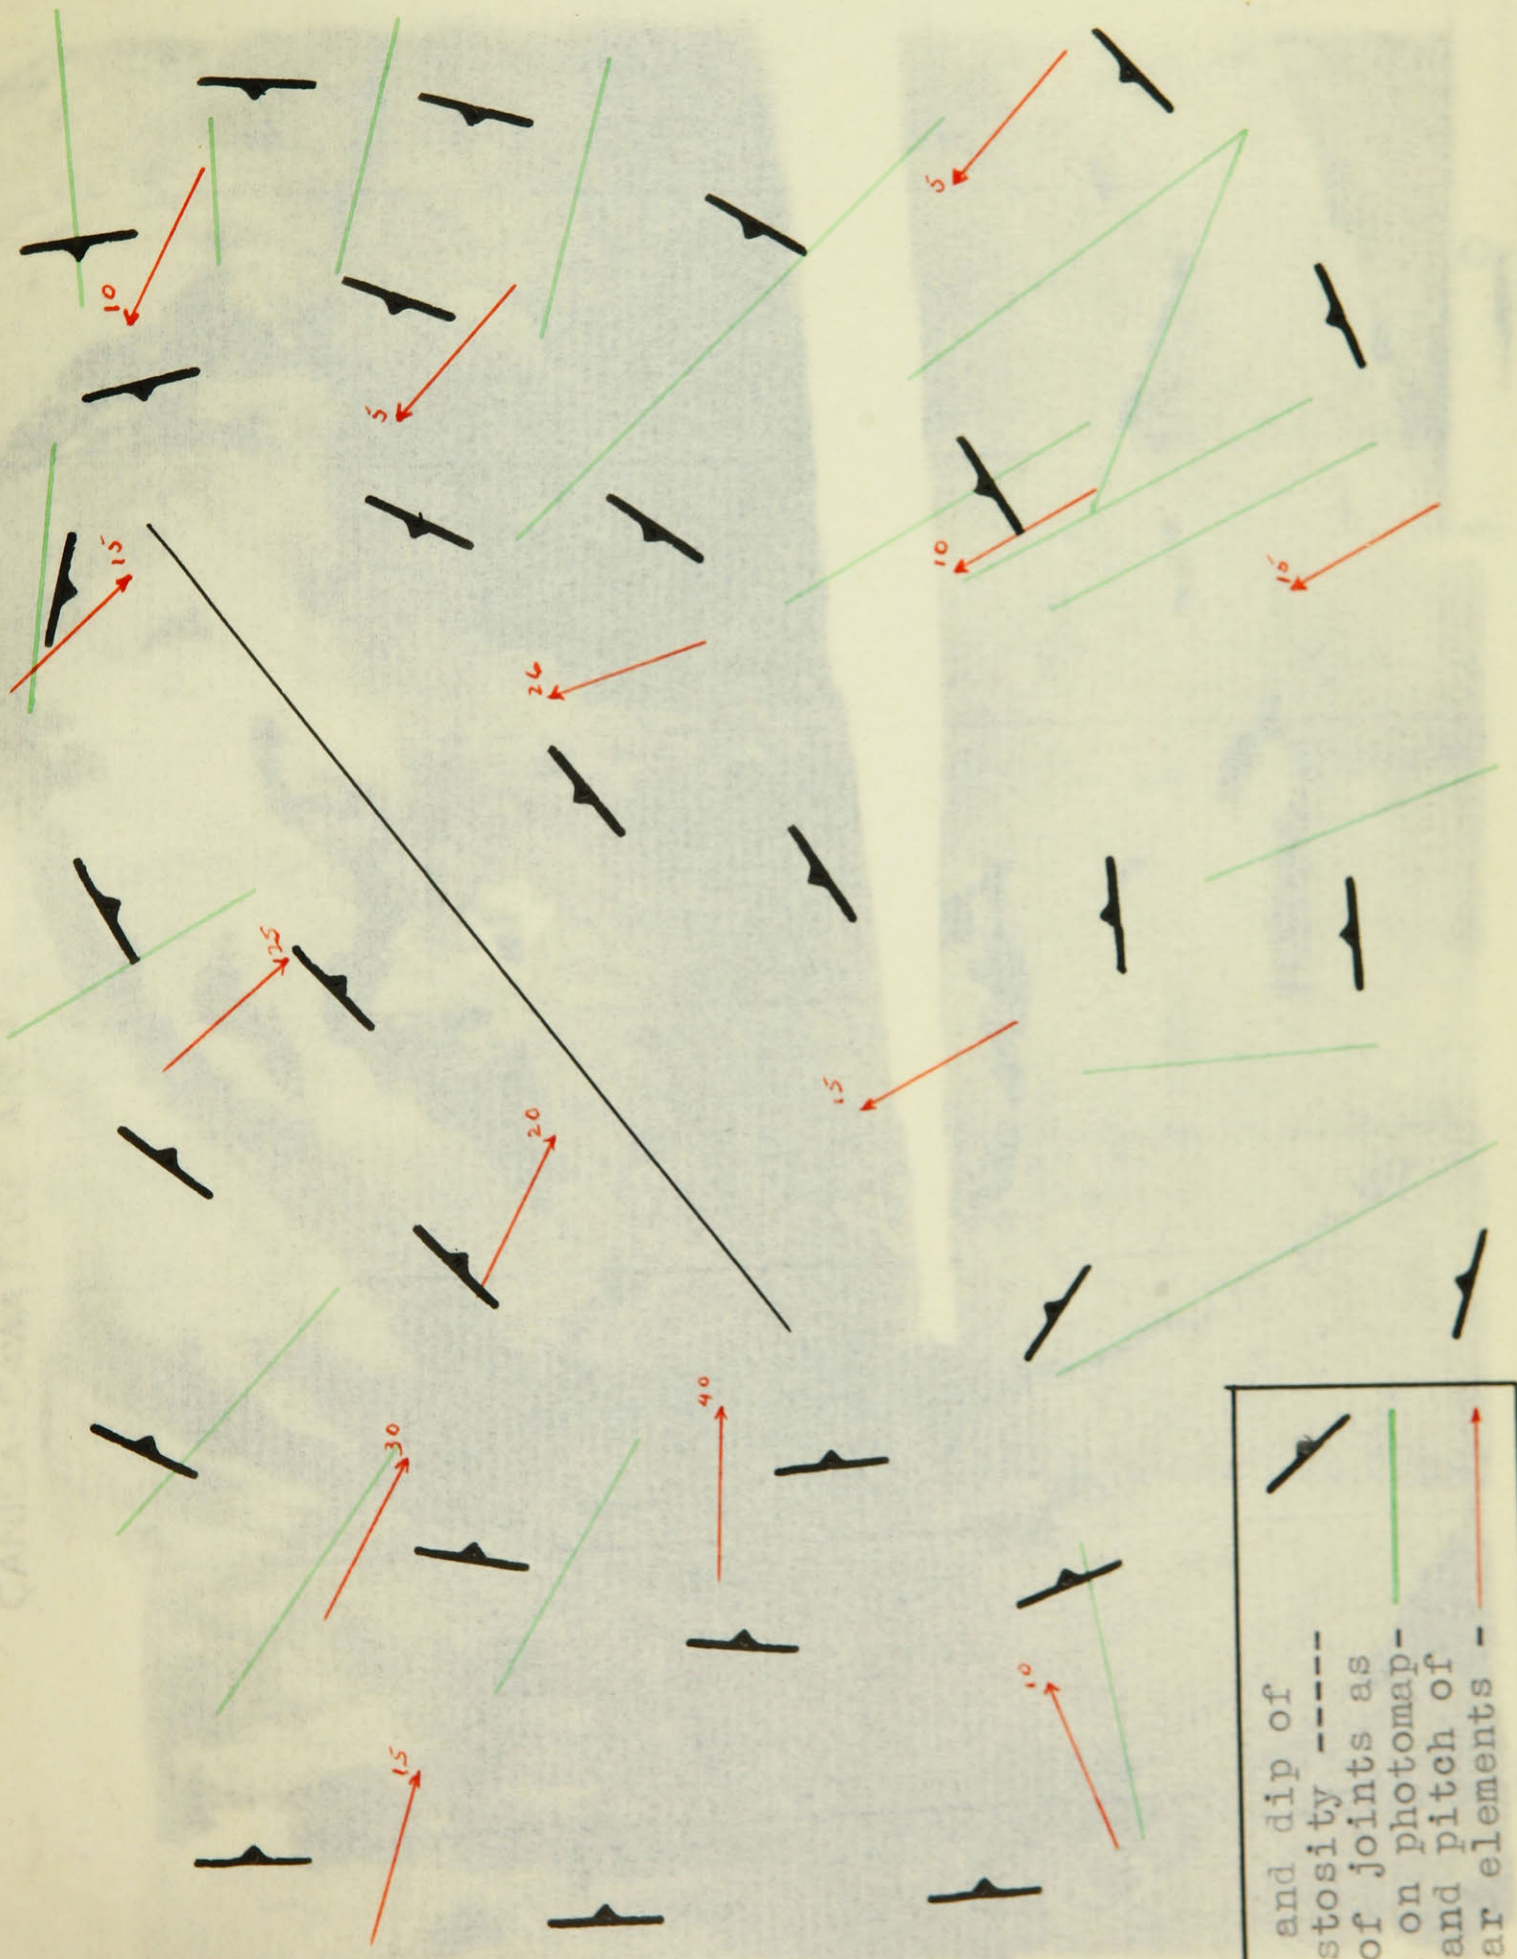 5
10
5
15
10
15
26
25
15
20
40
30
10
15
and dip of
stosity -----
of joints as
on photomap-
and pitch of
ar elements -